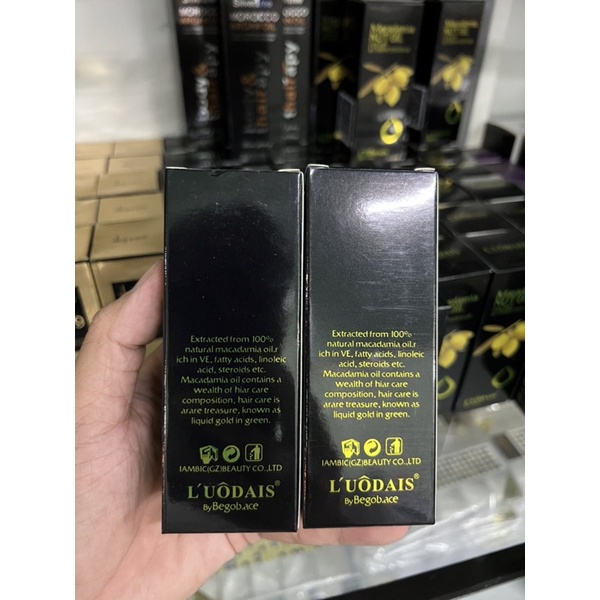 Extracted from 100%
natural macadamia oil.r
ich in VE, fatty acids, linoleic
acid, steroids etc.
Macadamia oil contains a
wealth of hiar care
composition, hair care is
arare treasure, known as
liquid gold in green.
IAMBIC(GZ)BEAUTY CO.,LTD
L'UÔDAIS®
By Begob.ace
Extracted from 100%
natural macadamia oil.r
ich in VE, fatty acids, linoleic
acid, steroids etc.
Macadamia oil contains a
wealth of hiar care
composition, hair care is
arare treasure, known as
liquid gold in green.
IAMBIC(GZ)BEAUTY CO.,LTD
L'UÔDAIS®
By Begob.ace